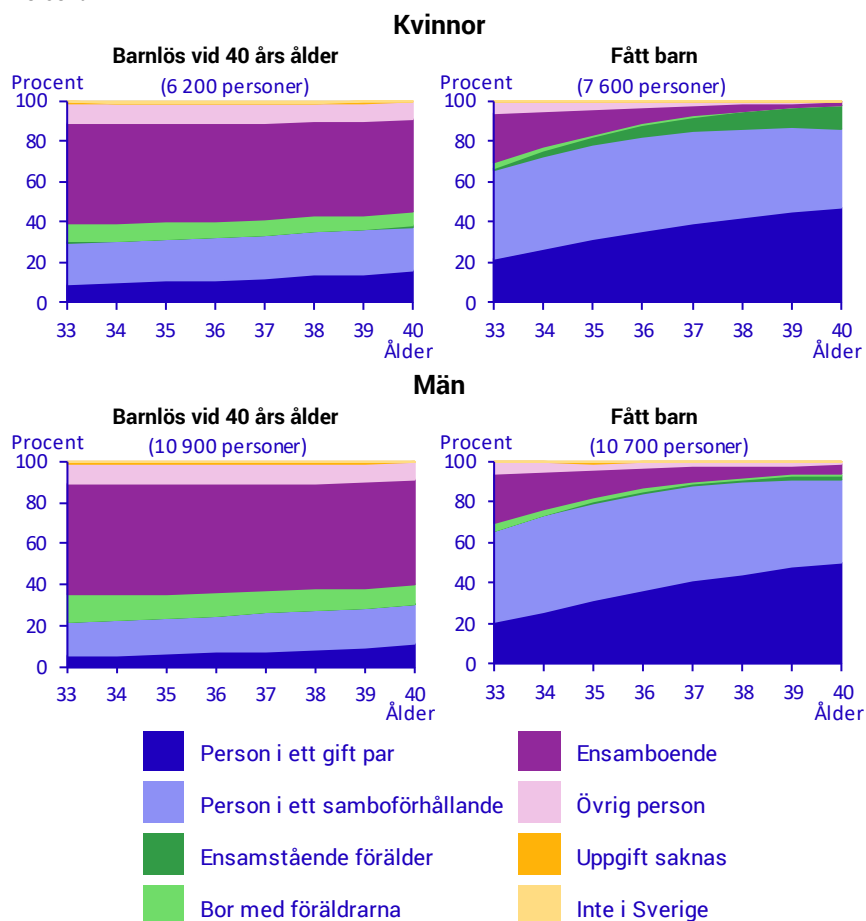 Kvinnor
Barnlös vid 40 års ålder
Procent (6 200 personer)
100
80
60
40
20
0
33 34 35 36 37 38 39 40
Ålder
Fått barn
Procent (7 600 personer)
100
80
60
40
20
0
33 34 35 36 37 38 39 40
Ålder
Män
Barnlös vid 40 års ålder
Procent (10 900 personer)
100
80
60
40
20
0
33 34 35 36 37 38 39 40
Ålder
Fått barn
Procent (10 700 personer)
100
80
60
40
20
0
33 34 35 36 37 38 39 40
Ålder
Person i ett gift par
Person i ett samboförhållande
Ensamstående förälder
Bor med föräldrarna
Ensamboende
Övrig person
Uppgift saknas
Inte i Sverige